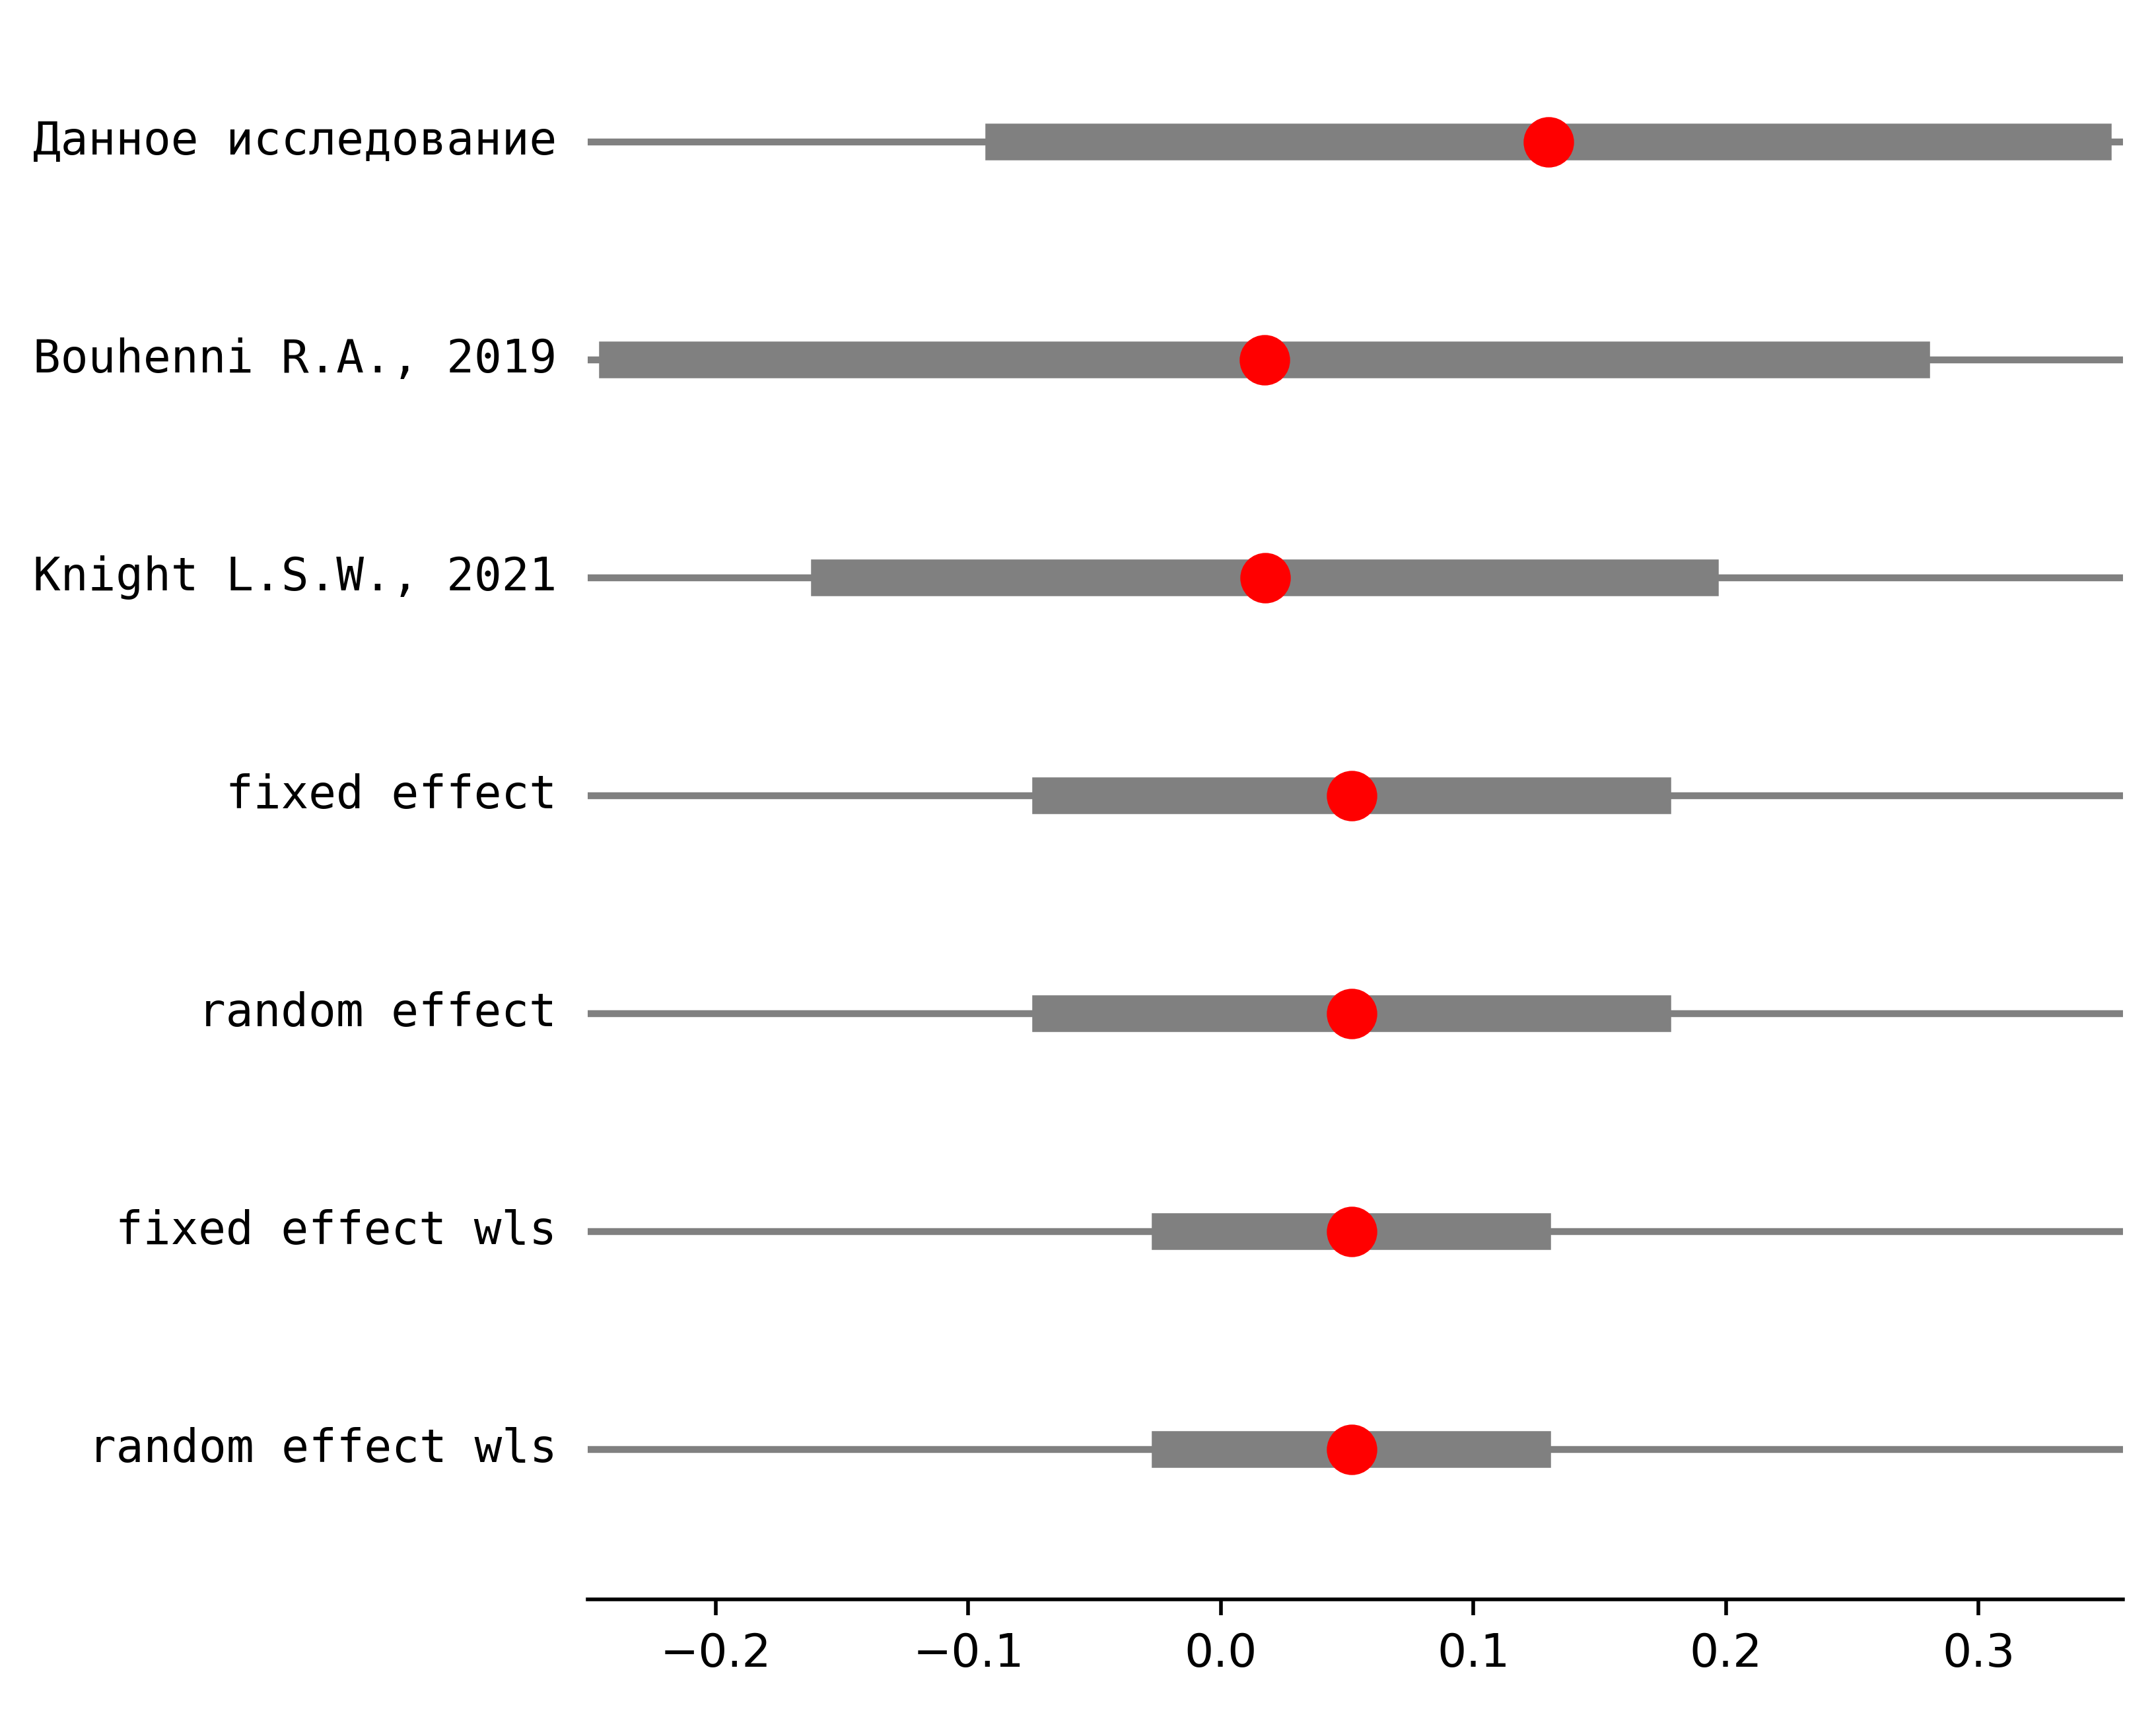 Данное исследование
Bouhenni R.A., 2019
Knight L.S.W., 2021
fixed effect
random effect
fixed effect wls
random effect wls
−0.2 −0.1 0.0 0.1 0.2 0.3